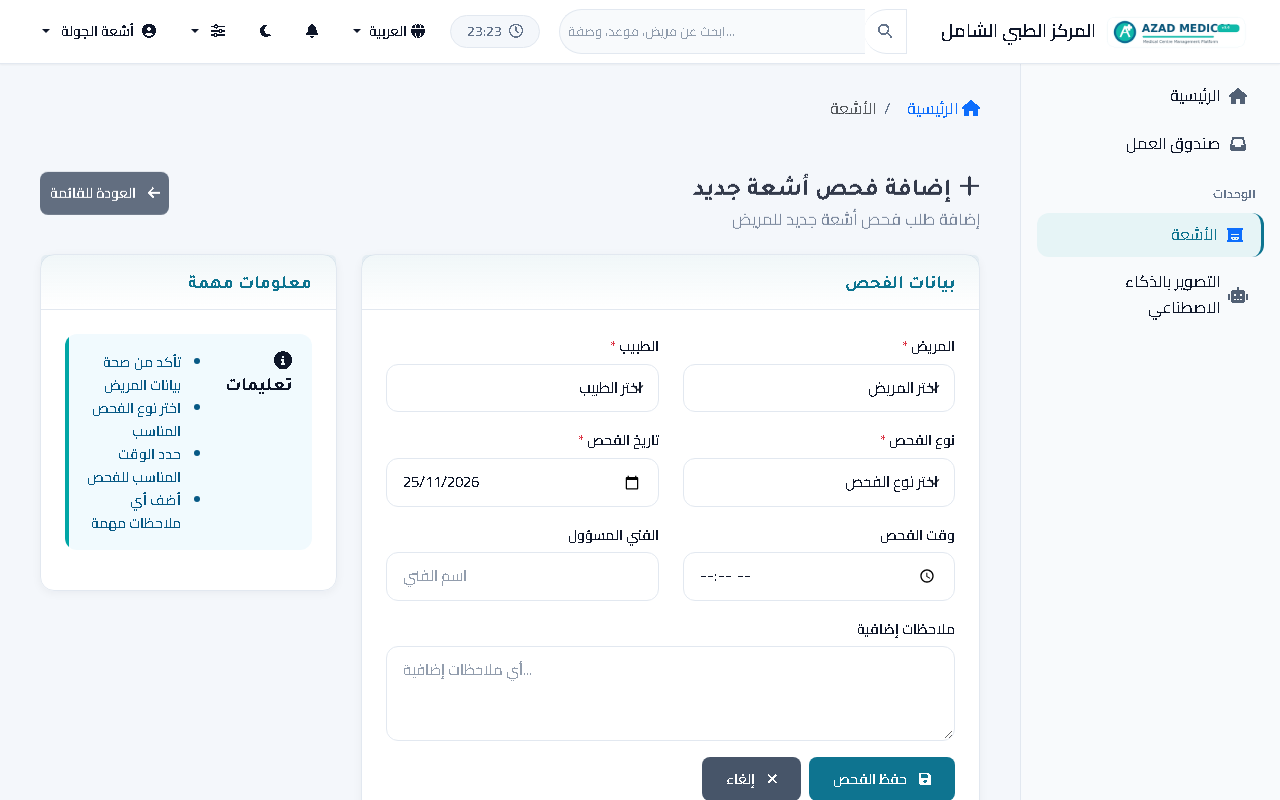 AZAD MEDIC
Medical Centre Management Platform
المركز الطبي الشامل
ابحث عن مريض، موعد، وصفة...
23:23
العربية
أشعة الجولة
الرئيسية
صندوق العمل
الوحدات
الأشعة
التصوير بالذكاء
الاصطناعي
الرئيسية / الأشعة
إضافة فحص أشعة جديد
إضافة طلب فحص أشعة جديد للمريض
العودة للقائمة
بيانات الفحص
المريض *
الطبيب *
اختر المريض
اختر الطبيب
نوع الفحص *
تاريخ الفحص *
اختر نوع الفحص
25/11/2026
وقت الفحص
الفني المسؤول
--:-- --
اسم الفني
ملاحظات إضافية
أي ملاحظات إضافية...
حفظ الفحص
إلغاء
معلومات مهمة
تعليمات
تأكد من صحة
بيانات المريض
اختر نوع الفحص
المناسب
حدد الوقت
المناسب للفحص
أضف أي
ملاحظات مهمة